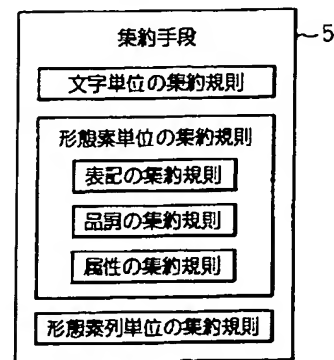 集約手段
5
文字単位の集約規則
形態素単位の集約規則
表記の集約規則
品詞の集約規則
属性の集約規則
形態素列単位の集約規則